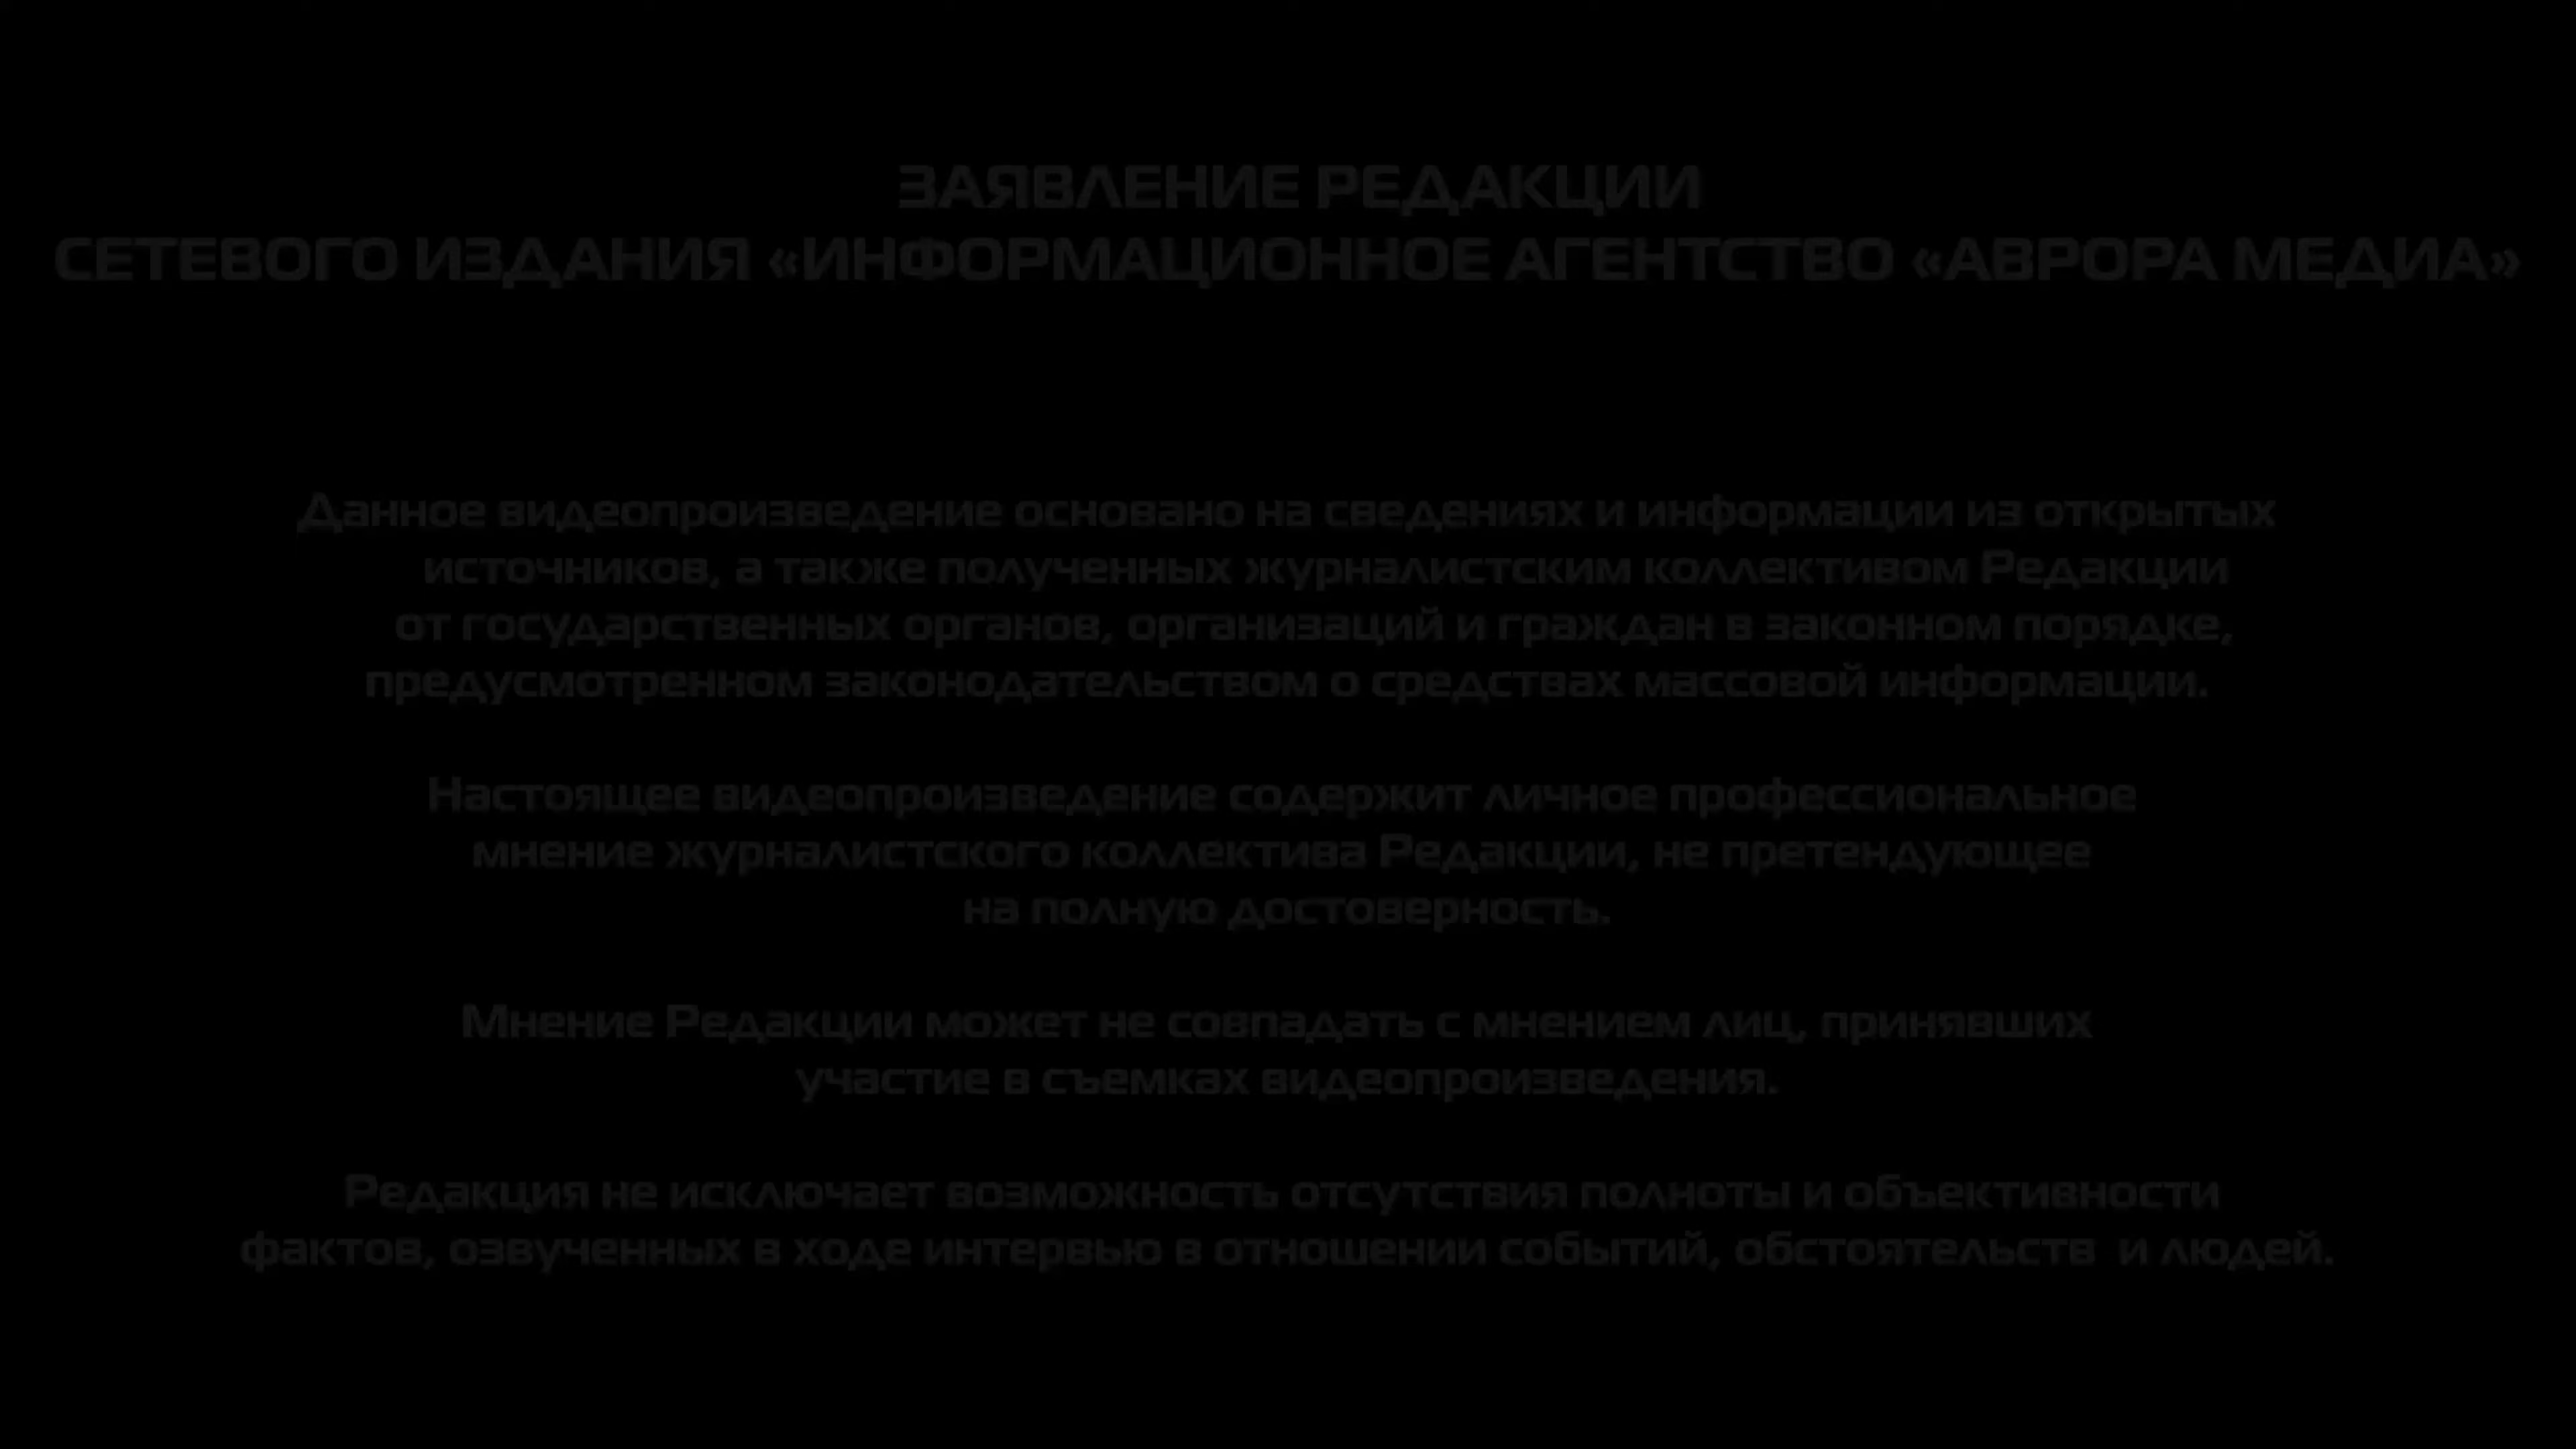 ЗАЯВЛЕНИЕ РЕДАКЦИИ
СЕТЕВОГО ИЗДАНИЯ «ИНФОРМАЦИОННОЕ АГЕНТСТВО «АВРОРА МЕДИА»
Данное видеопроизведение основано на сведениях и информации из открытых
источников, а также полученных журналистским коллективом Редакции
от государственных органов, организаций и граждан в законном порядке,
предусмотренном законодательством о средствах массовой информации.
Настоящее видеопроизведение содержит личное профессиональное
мнение журналистского коллектива Редакции, не претендующее
на полную достоверность.
Мнение Редакции может не совпадать с мнением лиц, принявших
участие в съемках видеопроизведения.
Редакция не исключает возможность отсутствия полноты и объективности
фактов, озвученных в ходе интервью в отношении событий, обстоятельств и людей.